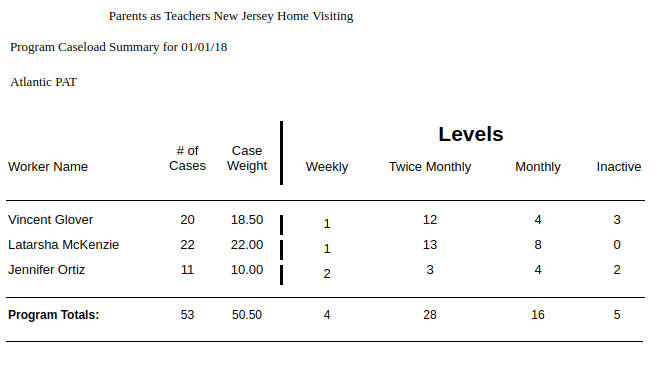 Parents as Teachers New Jersey Home Visiting
Program Caseload Summary for 01/01/18
Atlantic PAT
Levels
# of Case
Worker Name Cases Weight Weekly Twice Monthly Monthly Inactive
Vincent Glover 20 18.50 1 12 4 3
Latarsha McKenzie 22 22.00 1 13 8 0
Jennifer Ortiz 11 10.00 2 3 4 2
Program Totals: 53 50.50 4 28 16 5